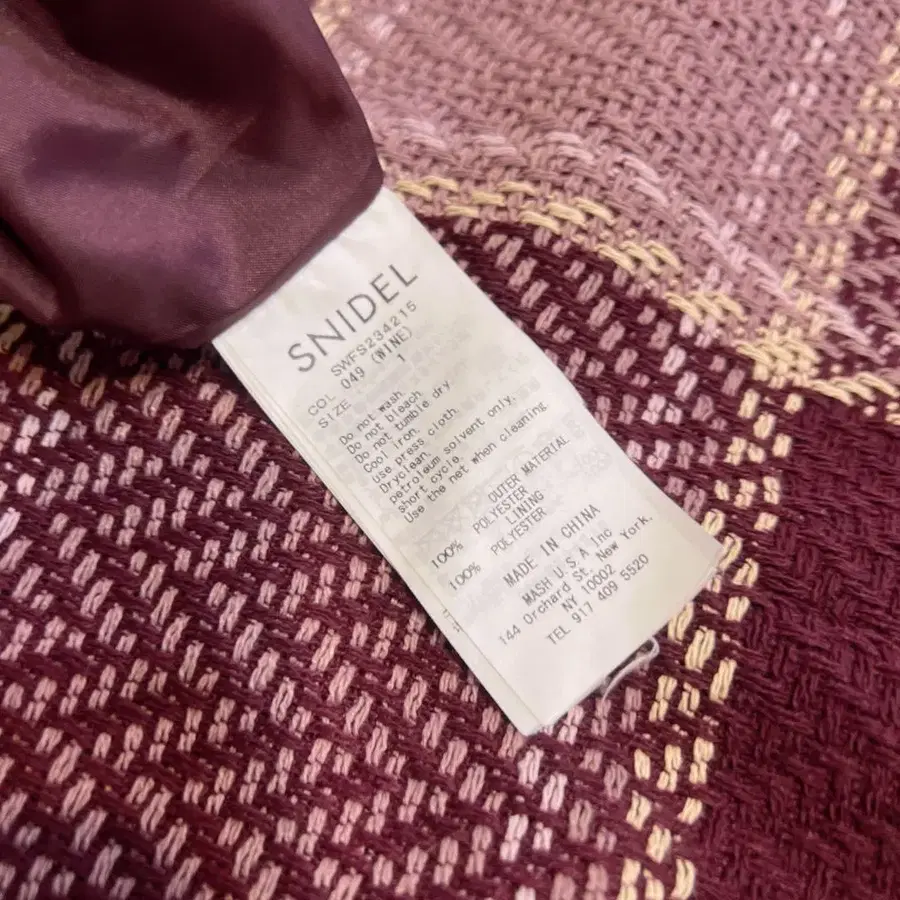 SNIDEL
SWFS234215
COL 049 (WINE)
SIZE 1
Do not wash.
Do not bleach
Do not tumble dry
Cool iron.
Use press cloth.
Dryclean.
petroleum solvent only.
short cycle.
Use the net when cleaning.
OUTER MATERIAL
100% POLYESTER
LINING
100% POLYESTER
MADE IN CHINA
MASH U.S.A Inc
144 Orchard St. New York.
NY 10002
TEL 917 409 5520